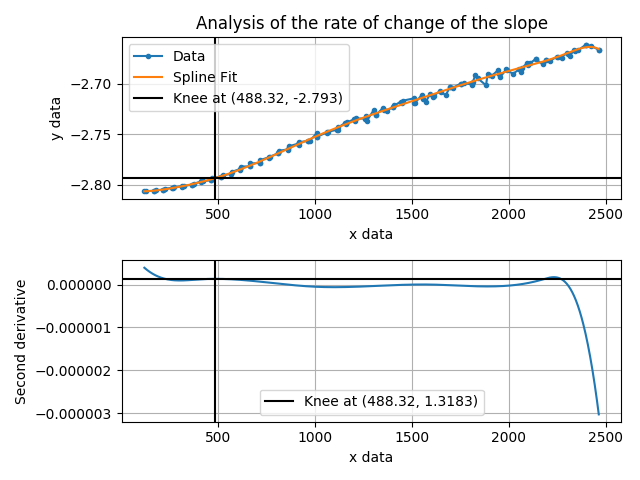 Analysis of the rate of change of the slope
Data
Spline Fit
Knee at (488.32, -2.793)
−2.70
−2.75
−2.80
y data
500
1000
1500
2000
2500
x data
0.000000
−0.000001
−0.000002
−0.000003
Second derivative
Knee at (488.32, 1.3183)
500
1000
1500
2000
2500
x data